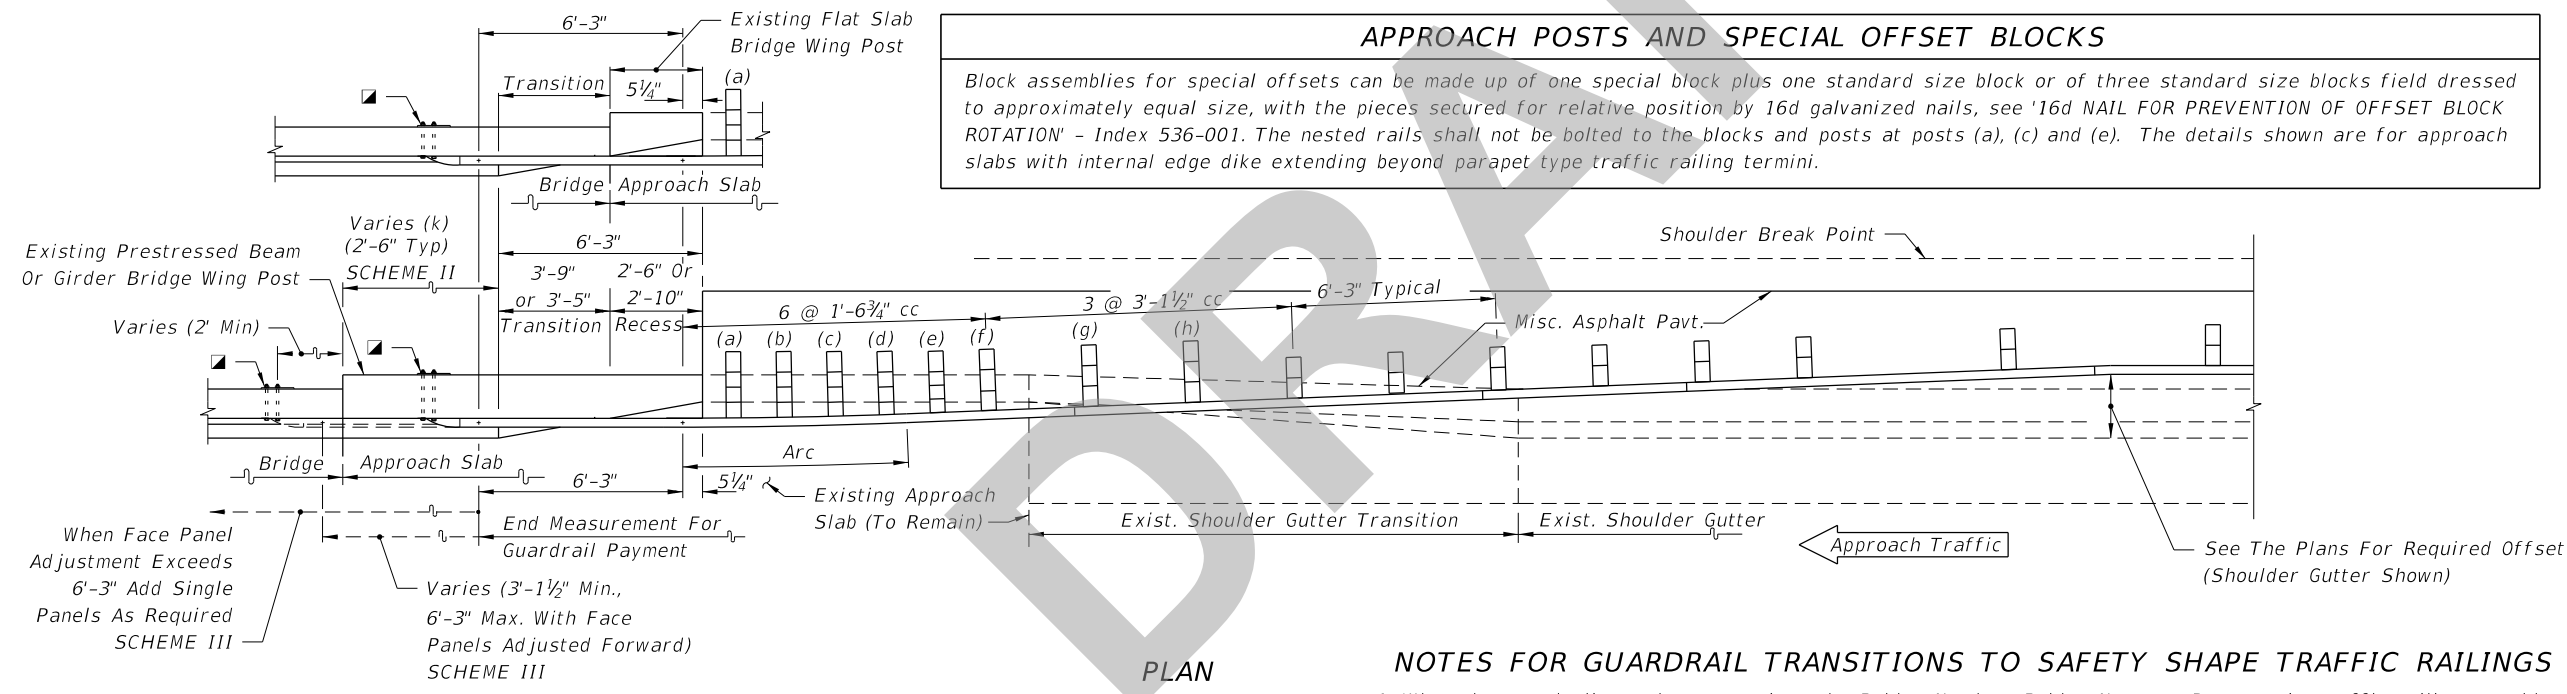 6'-3"
Existing Flat Slab
Bridge Wing Post
Transition
5¼"
(a)
Bridge
Approach Slab
APPROACH POSTS AND SPECIAL OFFSET BLOCKS
Block assemblies for special offsets can be made up of one special block plus one standard size block or of three standard size blocks field dressed
to approximately equal size, with the pieces secured for relative position by 16d galvanized nails, see '16d NAIL FOR PREVENTION OF OFFSET BLOCK
ROTATION' - Index 536-001. The nested rails shall not be bolted to the blocks and posts at posts (a), (c) and (e). The details shown are for approach
slabs with internal edge dike extending beyond parapet type traffic railing termini.
Varies (k)
(2'-6" Typ)
SCHEME II
Existing Prestressed Beam
Or Girder Bridge Wing Post
Varies (2' Min)
6'-3"
3'-9"
or 3'-5"
Transition
2'-6" Or
2'-10"
Recess
6 @ 1'-6¾" cc
3 @ 3'-1½" cc
6'-3" Typical
Shoulder Break Point
Misc. Asphalt Pavt.
(a)
(b)
(c)
(d)
(e)
(f)
(g)
(h)
Bridge
Approach Slab
Arc
6'-3"
5¼"
Existing Approach
Slab (To Remain)
Exist. Shoulder Gutter Transition
Exist. Shoulder Gutter
Approach Traffic
See The Plans For Required Offset
(Shoulder Gutter Shown)
End Measurement For
Guardrail Payment
When Face Panel
Adjustment Exceeds
6'-3" Add Single
Panels As Required
SCHEME III
Varies (3'-1½" Min.,
6'-3" Max. With Face
Panels Adjusted Forward)
SCHEME III
PLAN
NOTES FOR GUARDRAIL TRANSITIONS TO SAFETY SHAPE TRAFFIC RAILINGS